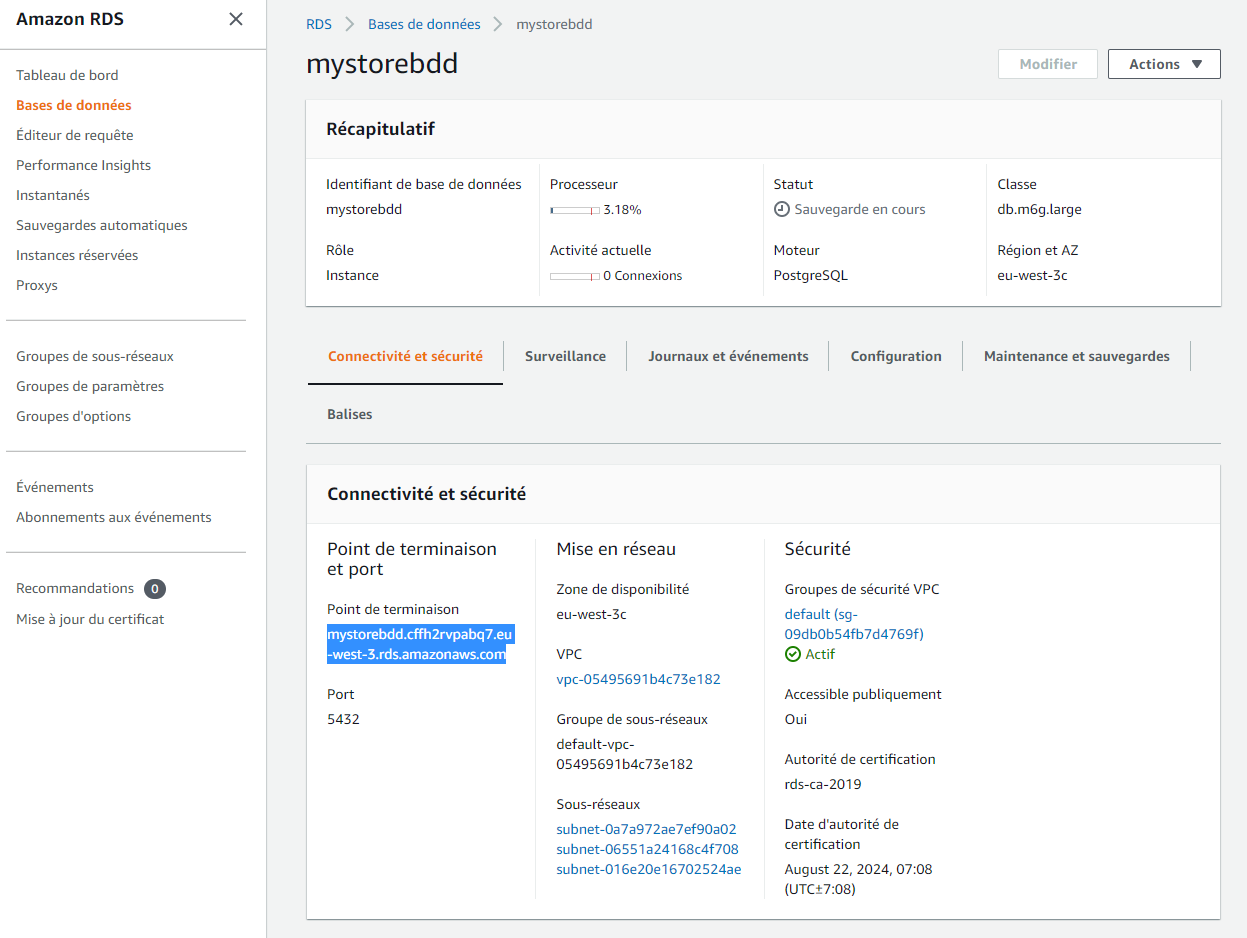 Amazon RDS
Tableau de bord
Bases de données
Éditeur de requête
Performance Insights
Instantanés
Sauvegardes automatiques
Instances réservées
Proxys
Groupes de sous-réseaux
Groupes de paramètres
Groupes d'options
Événements
Abonnements aux événements
Recommandations 0
Mise à jour du certificat
RDS Bases de données mystorebdd
mystorebdd
Modifier
Actions
Récapitulatif
Identifiant de base de données
mystorebdd
Rôle
Instance
Processeur
3.18%
Activité actuelle
0 Connexions
Statut
Sauvegarde en cours
Moteur
PostgreSQL
Classe
db.m6g.large
Région et AZ
eu-west-3c
Connectivité et sécurité
Surveillance
Journaux et événements
Configuration
Maintenance et sauvegardes
Balises
Connectivité et sécurité
Point de terminaison
et port
Point de terminaison
mystorebdd.cffh2rvpabq7.eu
-west-3.rds.amazonaws.com
Port
5432
Mise en réseau
Zone de disponibilité
eu-west-3c
VPC
vpc-05495691b4c73e182
Groupe de sous-réseaux
default-vpc-
05495691b4c73e182
Sous-réseaux
subnet-0a7a972ae7ef90a02
subnet-06551a24168c4f708
subnet-016e20e16702524ae
Sécurité
Groupes de sécurité VPC
default (sg-
09db0b54fb7d4769f)
Actif
Accessible publiquement
Oui
Autorité de certification
rds-ca-2019
Date d'autorité de
certification
August 22, 2024, 07:08
(UTC±7:08)